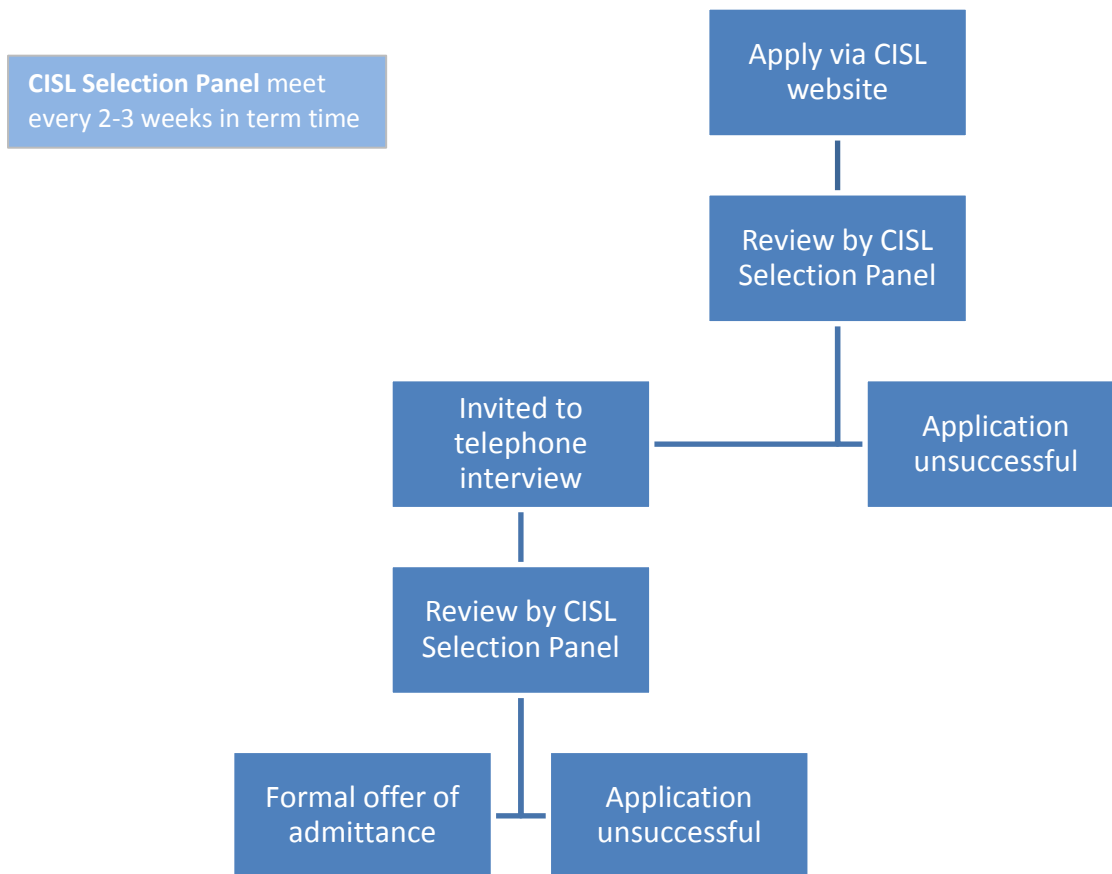 CISL Selection Panel meet
every 2-3 weeks in term time
Apply via CISL
website
Review by CISL
Selection Panel
Invited to
telephone
interview
Application
unsuccessful
Review by CISL
Selection Panel
Formal offer of
admittance
Application
unsuccessful